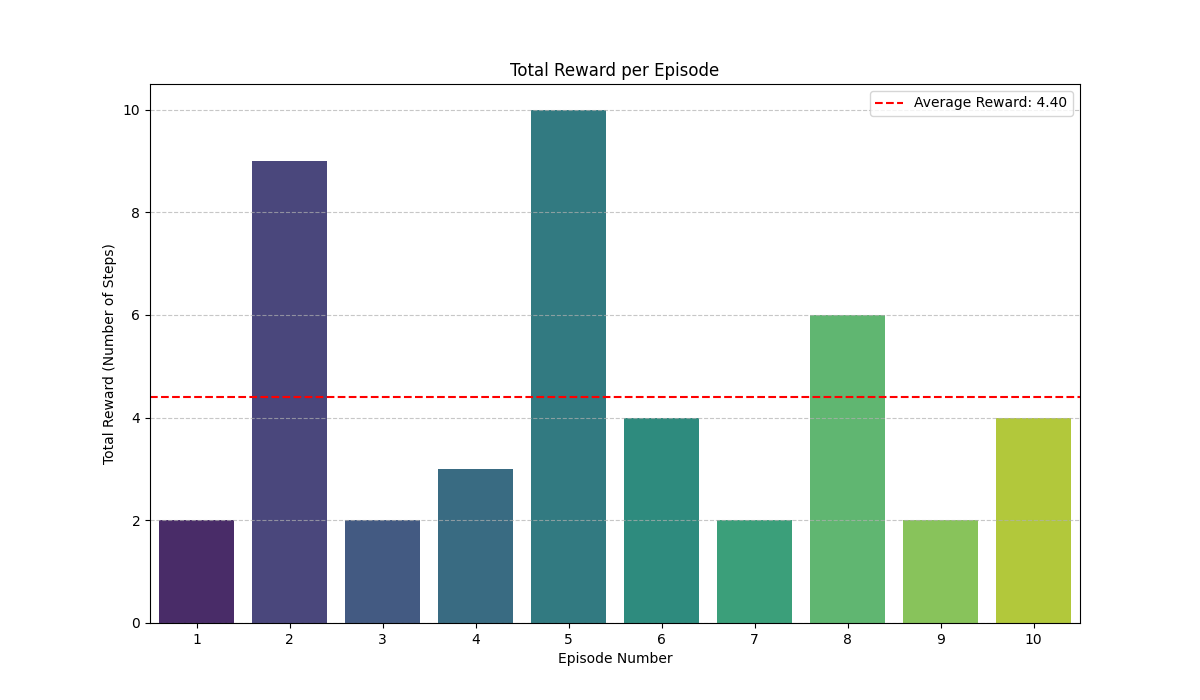 Total Reward per Episode
Average Reward: 4.40
Total Reward (Number of Steps)
10
8
6
4
2
0
1 2 3 4 5 6 7 8 9 10
Episode Number